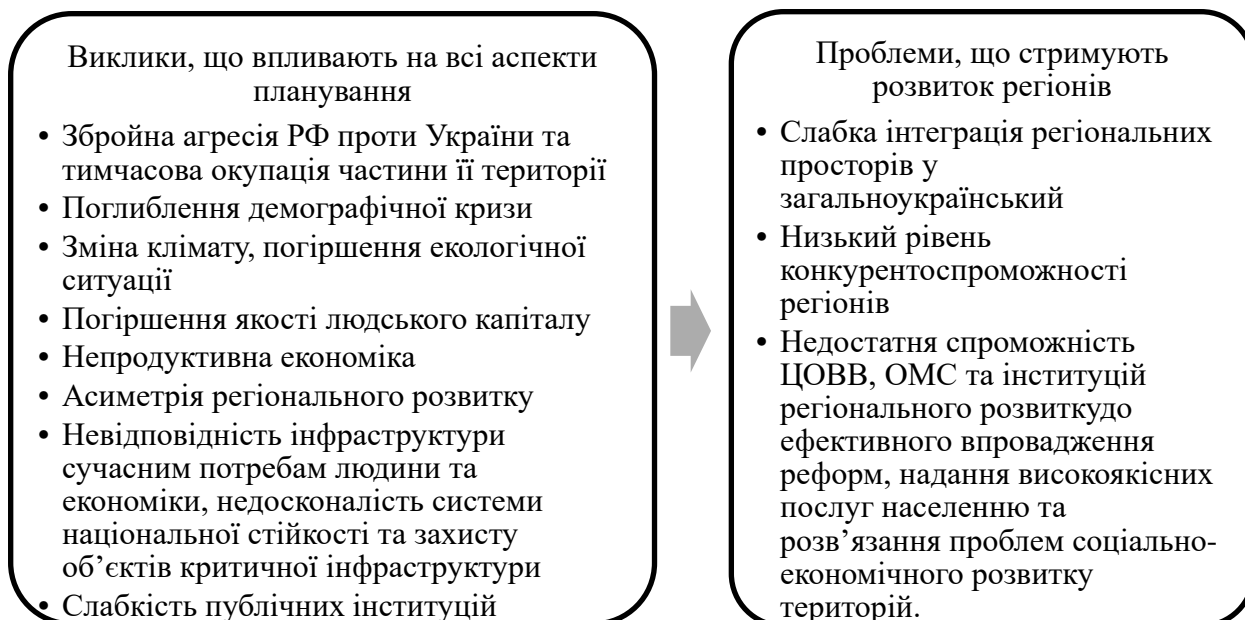 Виклики, що впливають на всі аспекти
планування
• Збройна агресія РФ проти України та
тимчасова окупація частини її території
• Поглиблення демографічної кризи
• Зміна клімату, погіршення екологічної
ситуації
• Погіршення якості людського капіталу
• Непродуктивна економіка
• Асиметрія регіонального розвитку
• Невідповідність інфраструктури
сучасним потребам людини та
економіки, недосконалість системи
національної стійкості та захисту
об’єктів критичної інфраструктури
• Слабкість публічних інституцій
Проблеми, що стримують
розвиток регіонів
• Слабка інтеграція регіональних
просторів у
загальноукраїнський
• Низький рівень
конкурентоспроможності
регіонів
• Недостатня спроможність
ЦОВВ, ОМС та інституцій
регіонального розвиткудо
ефективного впровадження
реформ, надання високоякісних
послуг населенню та
розв’язання проблем соціально-
економічного розвитку
територій.